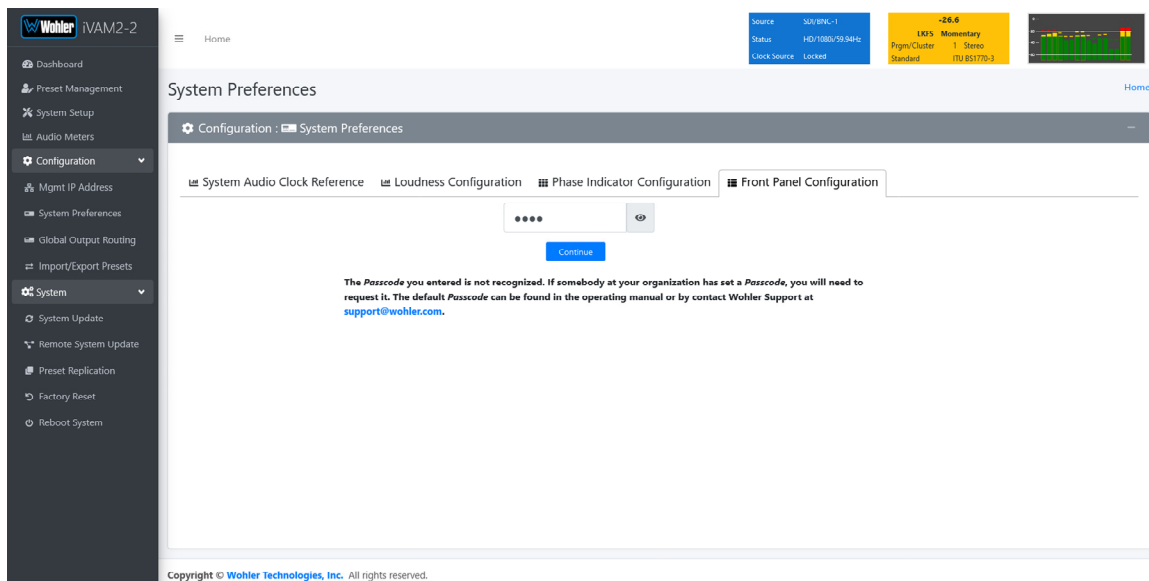 Wohler iVAM2-2
Dashboard
Preset Management
System Setup
Audio Meters
Configuration
Mgmt IP Address
System Preferences
Global Output Routing
Import/Export Presets
System
System Update
Remote System Update
Preset Replication
Factory Reset
Reboot System
Home
Source SDI/BNC-1
Status HD/1080i/59.94Hz
Clock Source Locked
-26.6
LKFS Momentary
Prgm/Cluster 1 Stereo
Standard ITU BS1770-3
System Preferences
Home
Configuration : System Preferences
System Audio Clock Reference Loudness Configuration Phase Indicator Configuration Front Panel Configuration
Continue
The Passcode you entered is not recognized. If somebody at your organization has set a Passcode, you will need to
request it. The default Passcode can be found in the operating manual or by contact Wohler Support at
support@wohler.com.
Copyright © Wohler Technologies, Inc. All rights reserved.